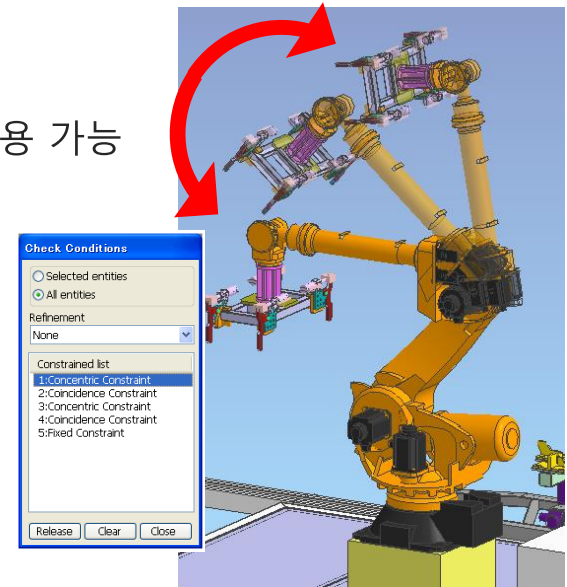 용 가능
Check Conditions
Selected entities
All entities
Refinement
None
Constrained list
1:Concentric Constraint
2:Coincidence Constraint
3:Concentric Constraint
4:Coincidence Constraint
5:Fixed Constraint
Release Clear Close